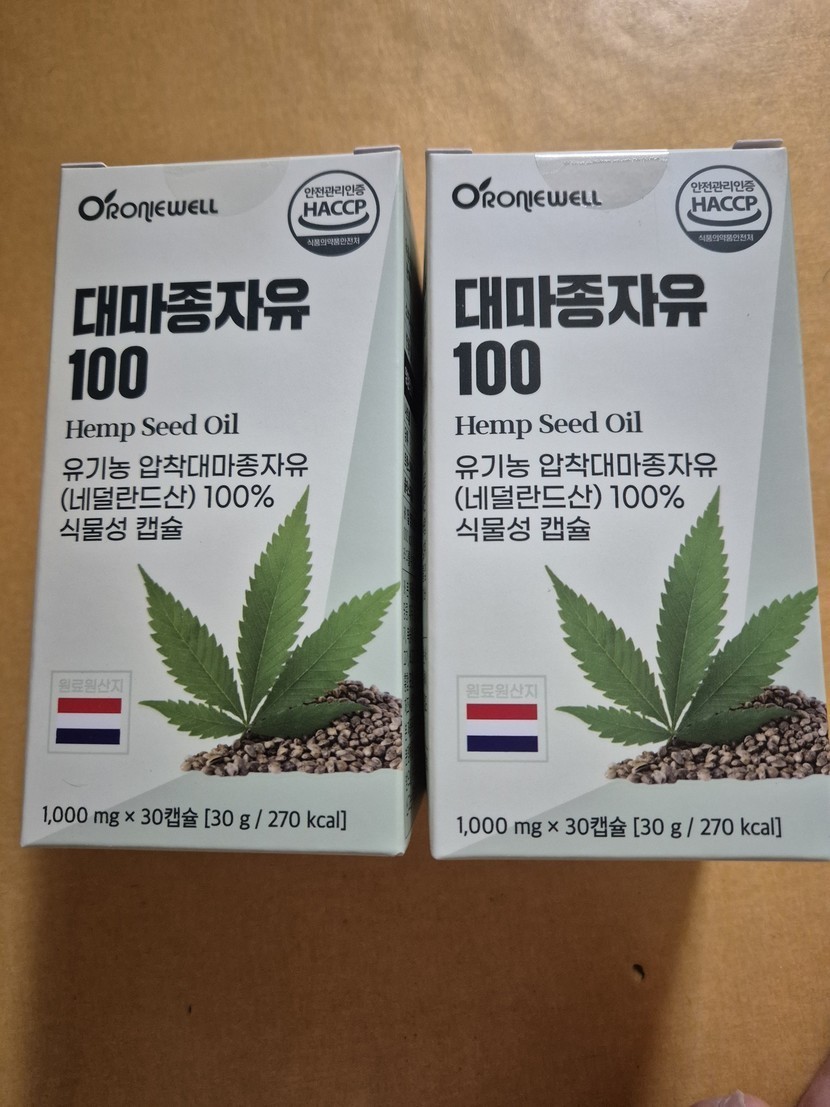 O'RONIEWELL
안전관리인증
HACCP
식품의약품안전처
대마종자유
100
Hemp Seed Oil
유기농 압착대마종자유
(네덜란드산) 100%
식물성 캡슐
원료원산지
1,000 mg × 30캡슐 [30 g / 270 kcal]
O'RONIEWELL
안전관리인증
HACCP
식품의약품안전처
대마종자유
100
Hemp Seed Oil
유기농 압착대마종자유
(네덜란드산) 100%
식물성 캡슐
원료원산지
1,000 mg × 30캡슐 [30 g / 270 kcal]